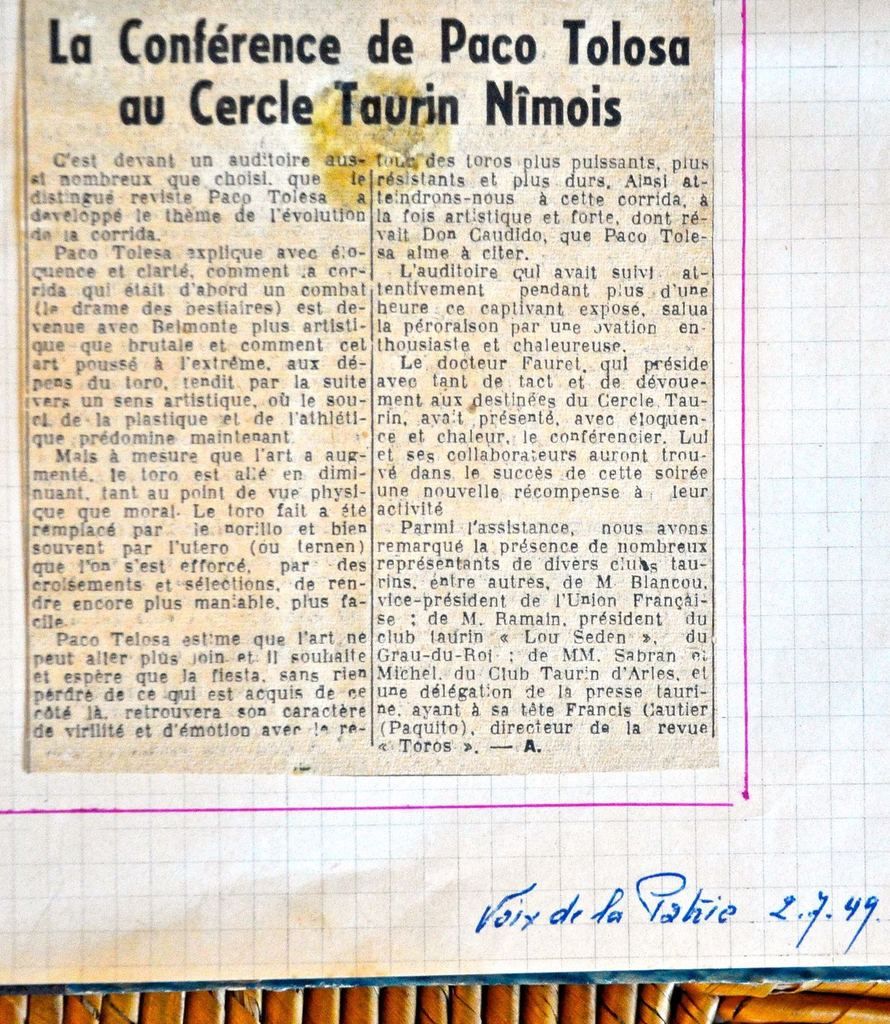 La Conférence de Paco Tolosa
au Cercle Taurin Nîmois
C'est devant un auditoire aus-
si nombreux que choisi, que le
distingué reviste Paco Tolesa a
développé le thème de l'évolution
de la corrida.
Paco Tolesa explique avec élo-
quence et clarté, comment la cor-
rida qui était d'abord un combat
(le drame des bestiaires) est de-
venue avec Belmonte plus artisti-
que que brutale et comment cet
art poussé à l'extrême, aux dé-
pens du toro, tendit par la suite
vers un sens artistique, où le sou-
ci de la plastique et de l'athléti-
que prédomine maintenant.
Mais à mesure que l'art a aug-
menté, le toro est allé en dimi-
nuant, tant au point de vue physi-
que que moral. Le toro fait a été
remplacé par le norillo et bien
souvent par l'utero (ou ternen)
que l'on s'est efforcé, par des
croisements et sélections, de ren-
dre encore plus maniable, plus fa-
cile.
Paco Telosa estime que l'art ne
peut aller plus loin et il souhaite
et espère que la fiesta, sans rien
perdre de ce qui est acquis de ce
côté là, retrouvera son caractère
de virilité et d'émotion avec le re-
tour des toros plus puissants, plus
résistants et plus durs. Ainsi at-
teindrons-nous à cette corrida, à
la fois artistique et forte, dont rê-
vait Don Caudido, que Paco Tole-
sa aime à citer.
L'auditoire qui avait suivi at-
tentivement pendant plus d'une
heure ce captivant exposé, salua
la péroraison par une ovation en-
thousiaste et chaleureuse.
Le docteur Fauret, qui préside
avec tant de tact et de dévoue-
ment aux destinées du Cercle Tau-
rin, avait présenté, avec éloquen-
ce et chaleur, le conférencier. Lui
et ses collaborateurs auront trou-
vé dans le succès de cette soirée
une nouvelle récompense à leur
activité
Parmi l'assistance, nous avons
remarqué la présence de nombreux
représentants de divers clubs tau-
rins, entre autres, de M. Blancou,
vice-président de l'Union Françai-
se ; de M. Ramain, président du
club taurin « Lou Seden », du
Grau-du-Roi ; de MM. Sabran et
Michel, du Club Taurin d'Arles, et
une délégation de la presse tauri-
ne, ayant à sa tête Francis Cautier
(Paquito), directeur de la revue
« Toros ». — A.
Voix de la Patrie 2.7.49.